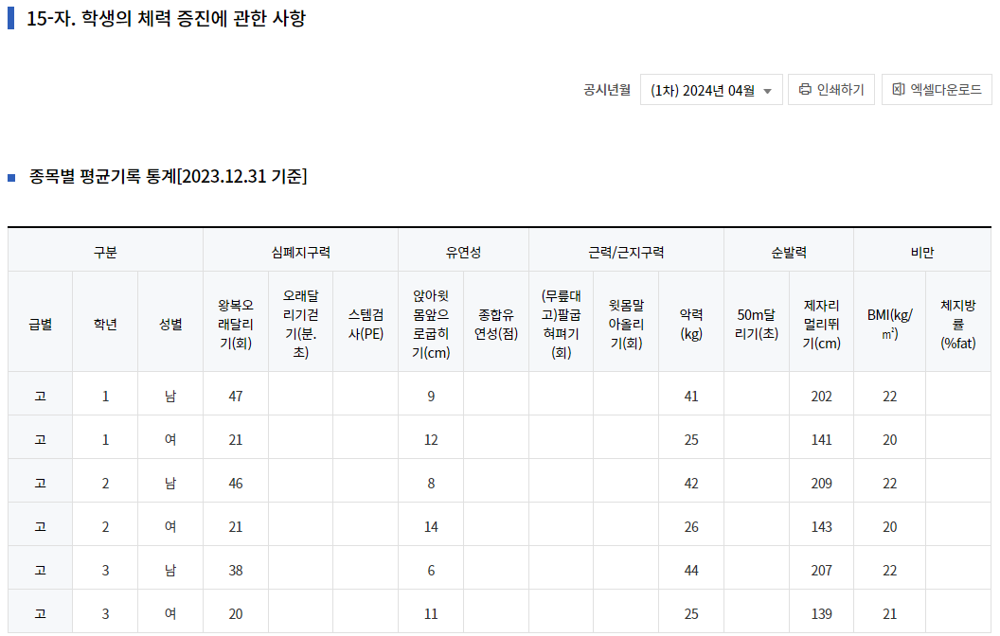 15-자. 학생의 체력 증진에 관한 사항
공시년월 (1차) 2024년 04월 인쇄하기 엑셀다운로드
종목별 평균기록 통계[2023.12.31 기준]
구분 심폐지구력 유연성 근력/근지구력 순발력 비만
급별 학년 성별 왕복오래달리기(회) 오래달리기걷기(분.초) 스템검사(PE) 앉아윗몸앞으로굽히기(cm) 종합유연성(점) (무릎대고)팔굽혀펴기(회) 윗몸말아올리기(회) 악력(kg) 50m달리기(초) 제자리멀리뛰기(cm) BMI(kg/㎡) 체지방률(%fat)
고 1 남 47 9 41 202 22
고 1 여 21 12 25 141 20
고 2 남 46 8 42 209 22
고 2 여 21 14 26 143 20
고 3 남 38 6 44 207 22
고 3 여 20 11 25 139 21